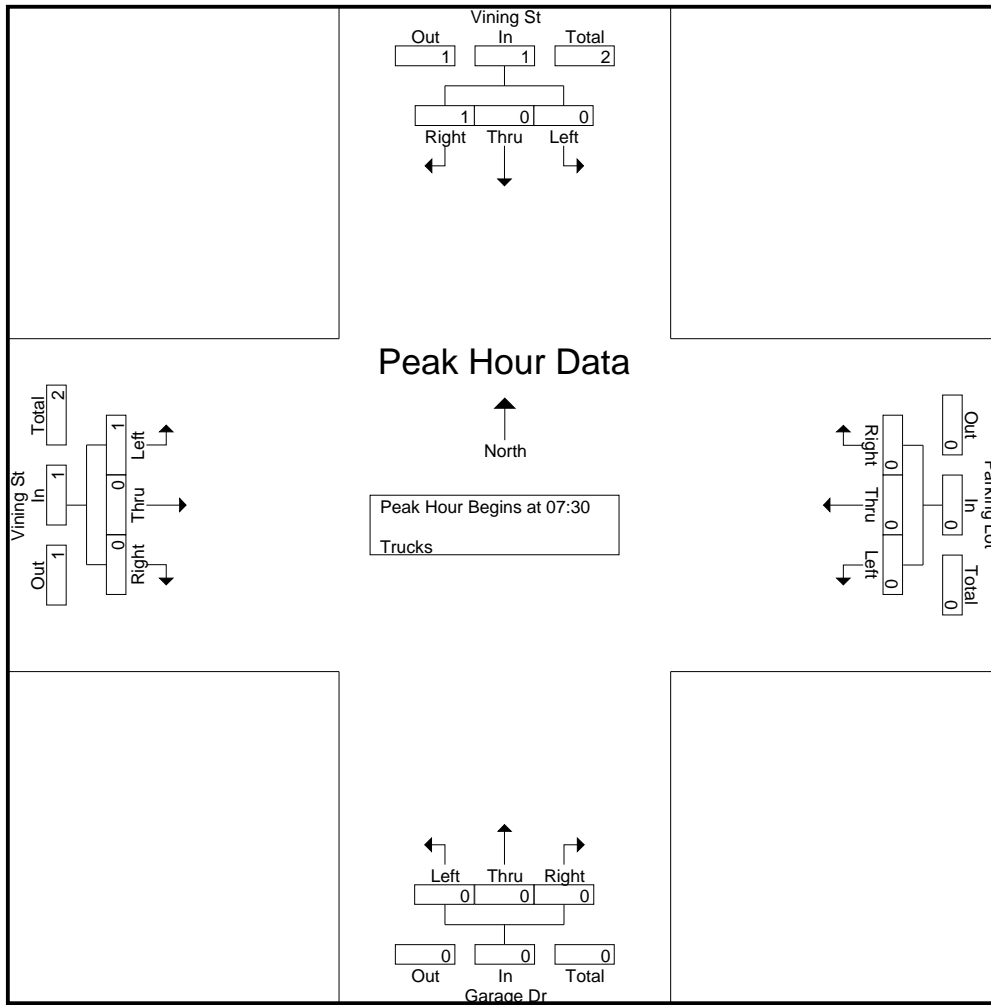 Vining St
Out In Total
1 1 2
1 0 0
Right Thru Left
Peak Hour Data
North
Peak Hour Begins at 07:30
Trucks
Vining St
Total In Out
2 1 1
1 0 0
Left Thru Right
Right Thru Left
0 0 0
Out In Total
0 0 0
Parking Lot
Left Thru Right
0 0 0
0 0 0
Out In Total
Garage Dr